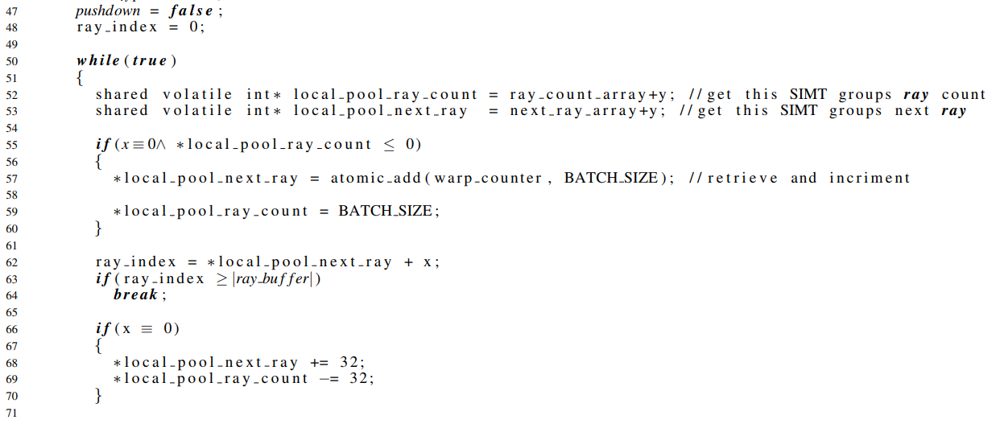 47 pushdown = false;
48 ray_index = 0;
49
50 while(true)
51 {
52 shared volatile int* local_pool_ray_count = ray_count_array+y; //get this SIMT groups ray count
53 shared volatile int* local_pool_next_ray = next_ray_array+y; //get this SIMT groups next ray
54
55 if(x≡0∧ *local_pool_ray_count ≤ 0)
56 {
57 *local_pool_next_ray = atomic_add(warp_counter, BATCH_SIZE); //retrieve and incriment
58
59 *local_pool_ray_count = BATCH_SIZE;
60 }
61
62 ray_index = *local_pool_next_ray + x;
63 if(ray_index ≥|ray_buffer|)
64 break;
65
66 if(x ≡ 0)
67 {
68 *local_pool_next_ray += 32;
69 *local_pool_ray_count −= 32;
70 }
71